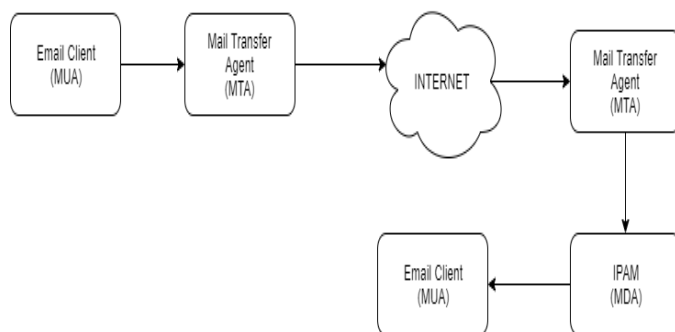 Email Client
(MUA)
Mail Transfer
Agent
(MTA)
INTERNET
Mail Transfer
Agent
(MTA)
Email Client
(MUA)
IPAM
(MDA)